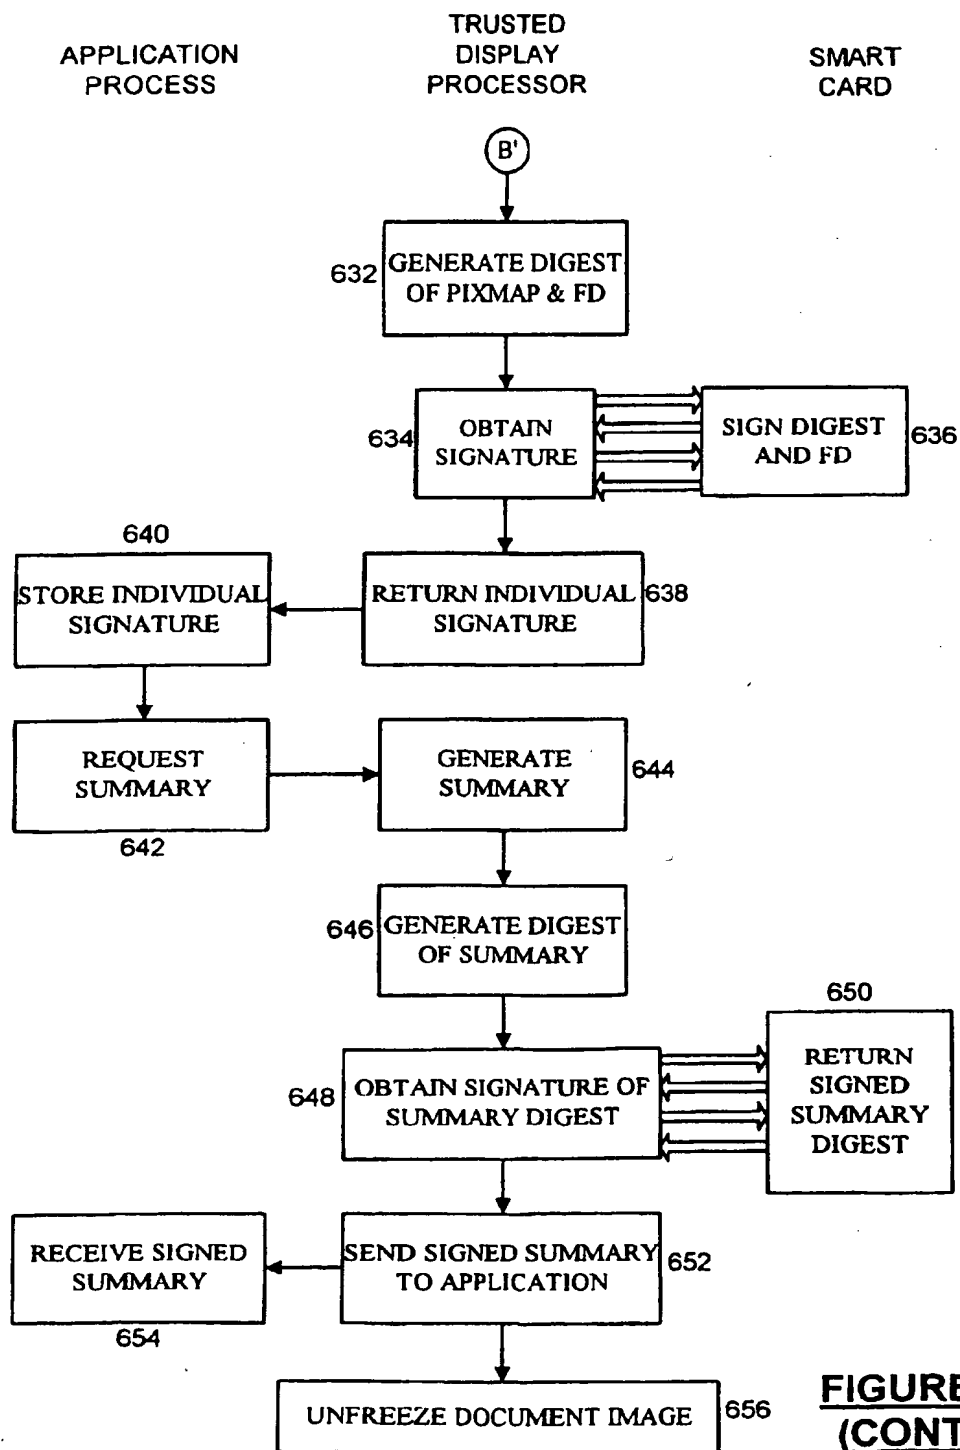 APPLICATION
PROCESS
TRUSTED
DISPLAY
PROCESSOR
SMART
CARD
B'
632
GENERATE DIGEST
OF PIXMAP & FD
634
OBTAIN
SIGNATURE
SIGN DIGEST
AND FD
636
640
STORE INDIVIDUAL
SIGNATURE
RETURN INDIVIDUAL
SIGNATURE
638
REQUEST
SUMMARY
642
GENERATE
SUMMARY
644
646
GENERATE DIGEST
OF SUMMARY
650
648
OBTAIN SIGNATURE OF
SUMMARY DIGEST
RETURN
SIGNED
SUMMARY
DIGEST
RECEIVE SIGNED
SUMMARY
654
SEND SIGNED SUMMARY
TO APPLICATION
652
UNFREEZE DOCUMENT IMAGE
656
FIGURE
(CONT